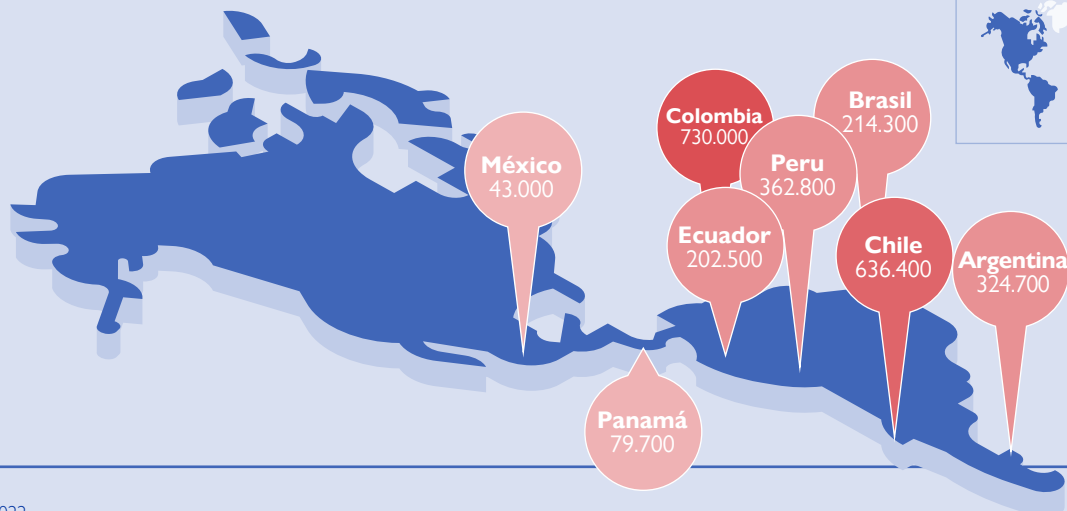 México
43.000
Colombia
730.000
Brasil
214.300
Peru
362.800
Ecuador
202.500
Chile
636.400
Argentina
324.700
Panamá
79.700